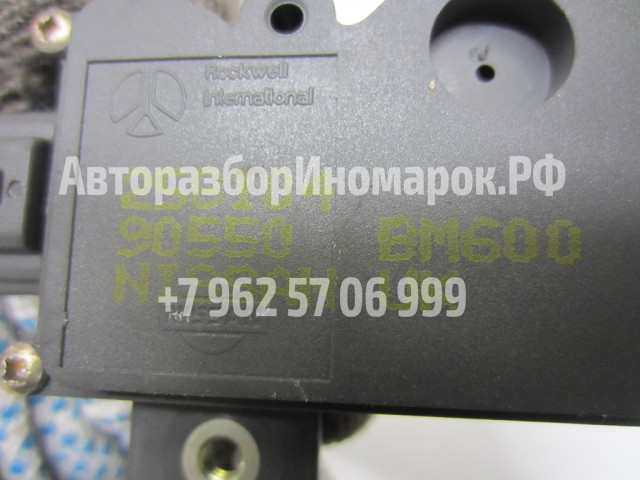 Rockwell
International
АвторазборИномарок.РФ
90550 BM600
+7 962 57 06 999